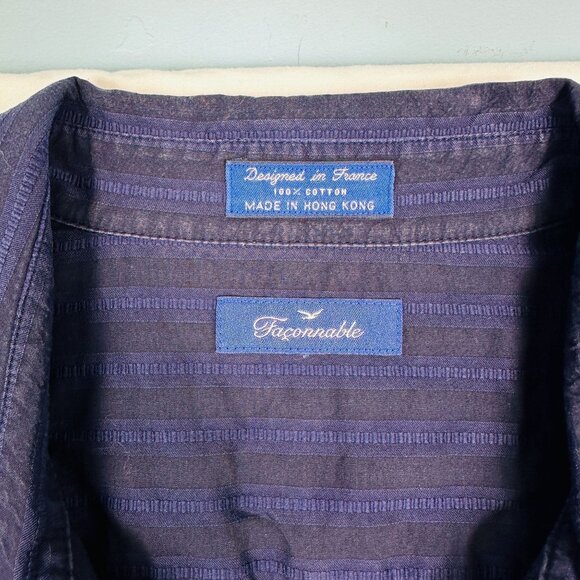 Designed in France
100% COTTON
MADE IN HONG KONG
Façonnable